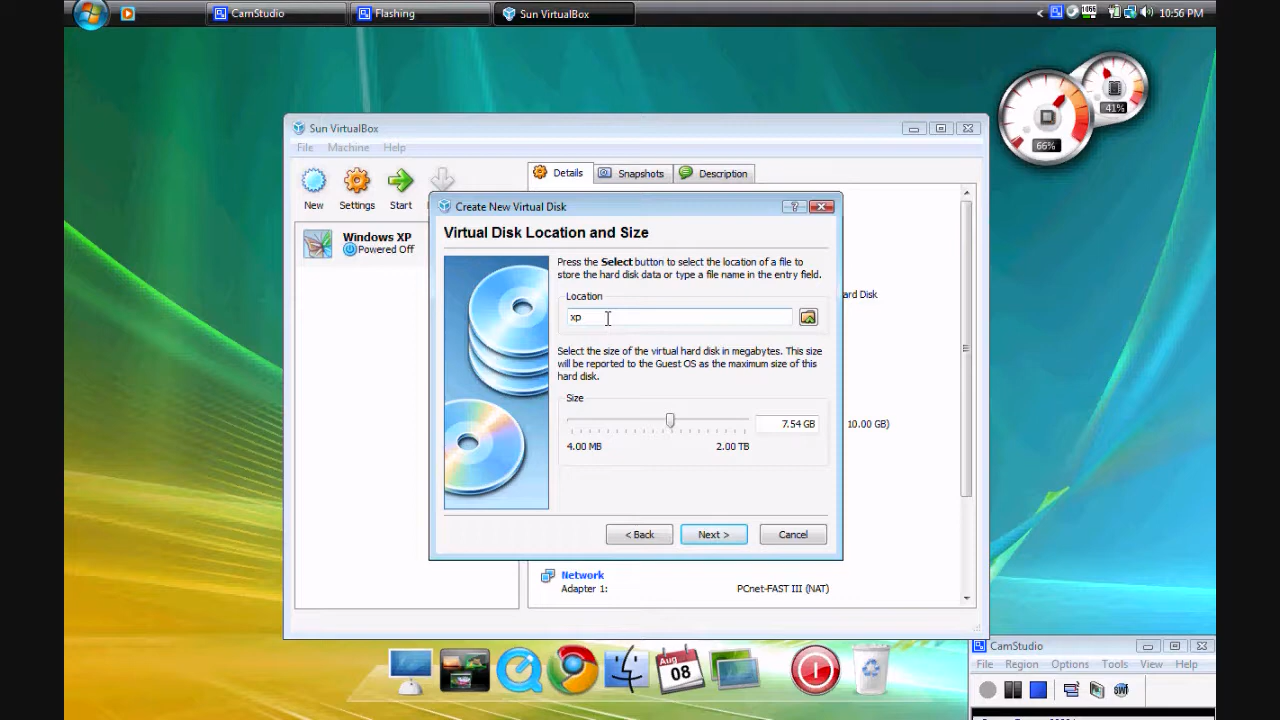 CamStudio
Flashing
Sun VirtualBox
<
1066
10:56 PM
41%
66%
Sun VirtualBox
File Machine Help
New
Settings
Start
Details
Snapshots
Description
Windows XP
Powered Off
Create New Virtual Disk
?
Virtual Disk Location and Size
Press the Select button to select the location of a file to
store the hard disk data or type a file name in the entry field.
Location
xp
Select the size of the virtual hard disk in megabytes. This size
will be reported to the Guest OS as the maximum size of this
hard disk.
Size
7.54 GB
4.00 MB
2.00 TB
< Back
Next >
Cancel
ard Disk
10.00 GB)
Network
Adapter 1:
PCnet-FAST III (NAT)
Aug
08
CamStudio
File Region Options Tools View Help
SWF